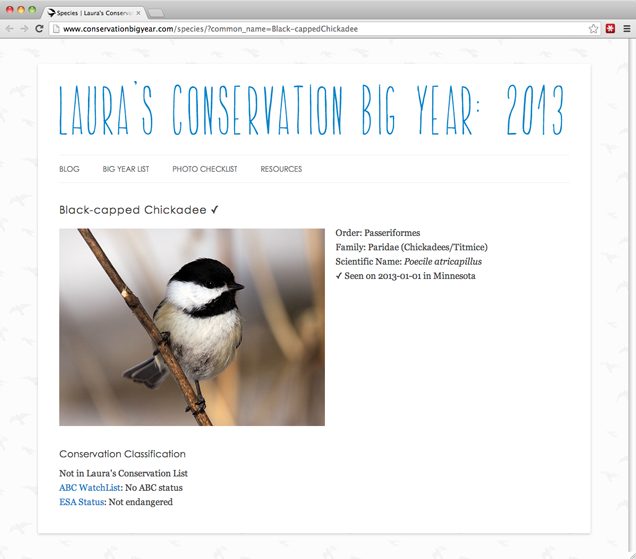 Species | Laura's Conserv
www.conservationbigyear.com/species/?common_name=Black-cappedChickadee
LAURA'S CONSERVATION BIG YEAR: 2013
BLOG BIG YEAR LIST PHOTO CHECKLIST RESOURCES
Black-capped Chickadee ✓
Order: Passeriformes
Family: Paridae (Chickadees/Titmice)
Scientific Name: Poecile atricapillus
✓ Seen on 2013-01-01 in Minnesota
Conservation Classification
Not in Laura's Conservation List
ABC WatchList: No ABC status
ESA Status: Not endangered